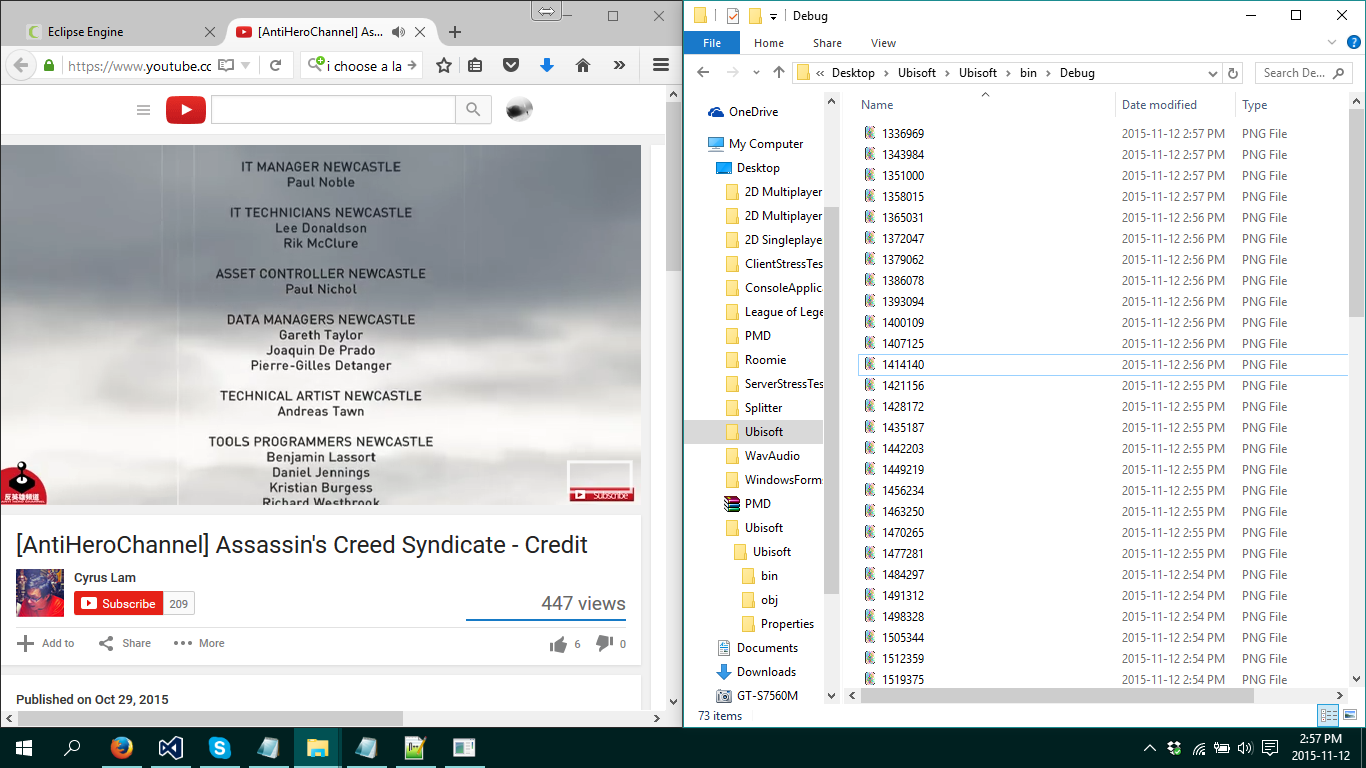 Eclipse Engine
[AntiHeroChannel] As...
https://www.youtube.co
i choose a la
IT MANAGER NEWCASTLE
Paul Noble
IT TECHNICIANS NEWCASTLE
Lee Donaldson
Rik McClure
ASSET CONTROLLER NEWCASTLE
Paul Nichol
DATA MANAGERS NEWCASTLE
Gareth Taylor
Joaquin De Prado
Pierre-Gilles Detanger
TECHNICAL ARTIST NEWCASTLE
Andreas Tawn
TOOLS PROGRAMMERS NEWCASTLE
Benjamin Lassort
Daniel Jennings
Kristian Burgess
Richard Westbrook
反英雄頻道
Subscribe
[AntiHeroChannel] Assassin's Creed Syndicate - Credit
Cyrus Lam
Subscribe 209
447 views
Add to Share More 6 0
Published on Oct 29, 2015
Debug
File Home Share View
« Desktop Ubisoft Ubisoft bin Debug
Search De...
OneDrive
My Computer
Desktop
2D Multiplayer
2D Multiplayer
2D Singleplaye
ClientStressTes
ConsoleApplic
League of Lege
PMD
Roomie
ServerStressTes
Splitter
Ubisoft
WavAudio
WindowsForm
PMD
Ubisoft
Ubisoft
bin
obj
Properties
Documents
Downloads
GT-S7560M
Name Date modified Type
1336969 2015-11-12 2:57 PM PNG File
1343984 2015-11-12 2:57 PM PNG File
1351000 2015-11-12 2:57 PM PNG File
1358015 2015-11-12 2:57 PM PNG File
1365031 2015-11-12 2:56 PM PNG File
1372047 2015-11-12 2:56 PM PNG File
1379062 2015-11-12 2:56 PM PNG File
1386078 2015-11-12 2:56 PM PNG File
1393094 2015-11-12 2:56 PM PNG File
1400109 2015-11-12 2:56 PM PNG File
1407125 2015-11-12 2:56 PM PNG File
1414140 2015-11-12 2:56 PM PNG File
1421156 2015-11-12 2:55 PM PNG File
1428172 2015-11-12 2:55 PM PNG File
1435187 2015-11-12 2:55 PM PNG File
1442203 2015-11-12 2:55 PM PNG File
1449219 2015-11-12 2:55 PM PNG File
1456234 2015-11-12 2:55 PM PNG File
1463250 2015-11-12 2:55 PM PNG File
1470265 2015-11-12 2:55 PM PNG File
1477281 2015-11-12 2:55 PM PNG File
1484297 2015-11-12 2:54 PM PNG File
1491312 2015-11-12 2:54 PM PNG File
1498328 2015-11-12 2:54 PM PNG File
1505344 2015-11-12 2:54 PM PNG File
1512359 2015-11-12 2:54 PM PNG File
1519375 2015-11-12 2:54 PM PNG File
73 items
2:57 PM
2015-11-12